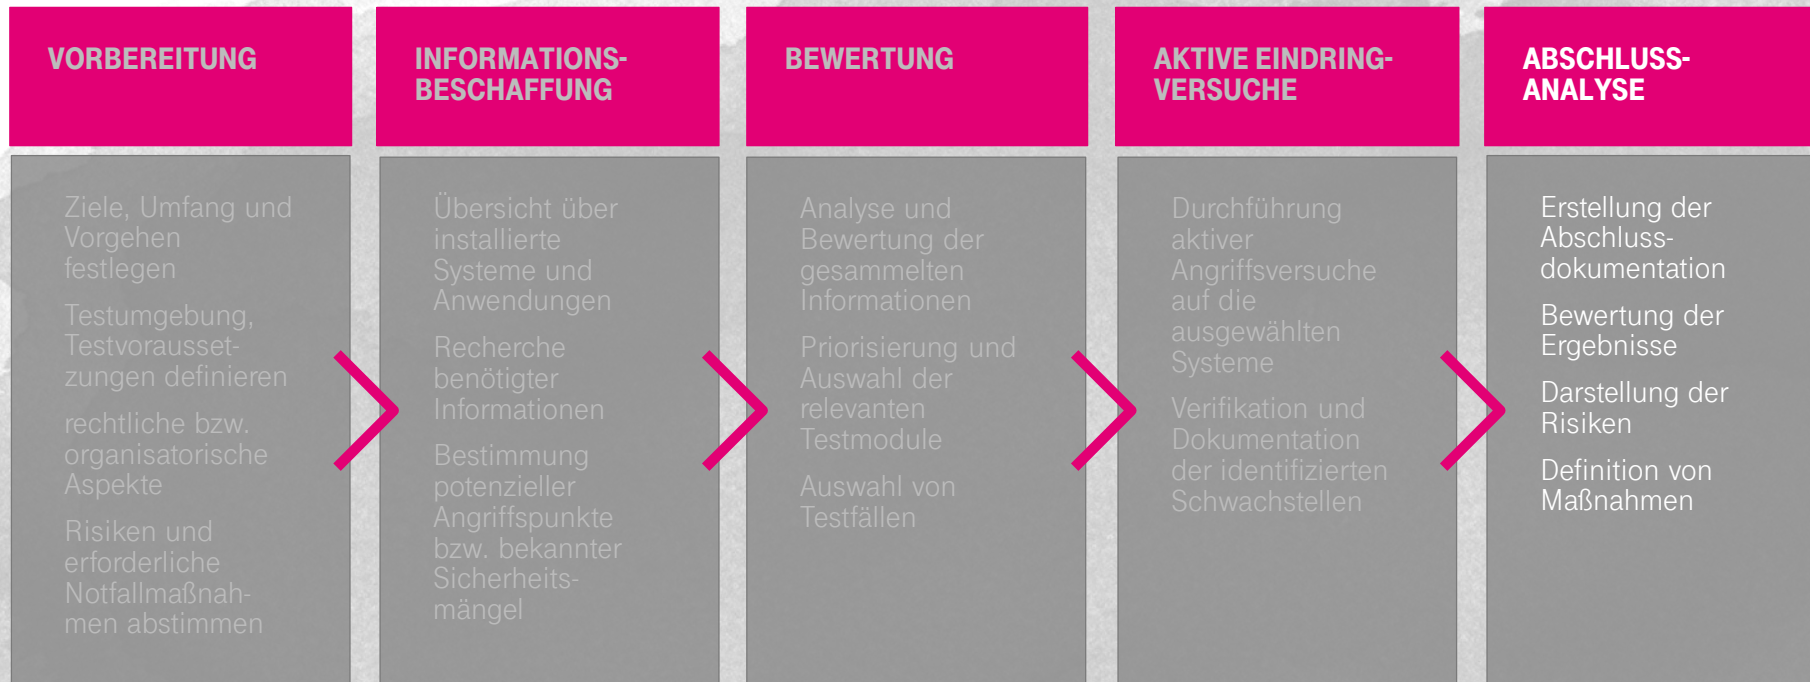 VORBEREITUNG
Ziele, Umfang und
Vorgehen
festlegen
Testumgebung,
Testvorausset-
zungen definieren
rechtliche bzw.
organisatorische
Aspekte
Risiken und
erforderliche
Notfallmaßnah-
men abstimmen
INFORMATIONS-
BESCHAFFUNG
Übersicht über
installierte
Systeme und
Anwendungen
Recherche
benötigter
Informationen
Bestimmung
potenzieller
Angriffspunkte
bzw. bekannter
Sicherheits-
mängel
BEWERTUNG
Analyse und
Bewertung der
gesammelten
Informationen
Priorisierung und
Auswahl der
relevanten
Testmodule
Auswahl von
Testfällen
AKTIVE EINDRING-
VERSUCHE
Durchführung
aktiver
Angriffsversuche
auf die
ausgewählten
Systeme
Verifikation und
Dokumentation
der identifizierten
Schwachstellen
ABSCHLUSS-
ANALYSE
Erstellung der
Abschluss-
dokumentation
Bewertung der
Ergebnisse
Darstellung der
Risiken
Definition von
Maßnahmen